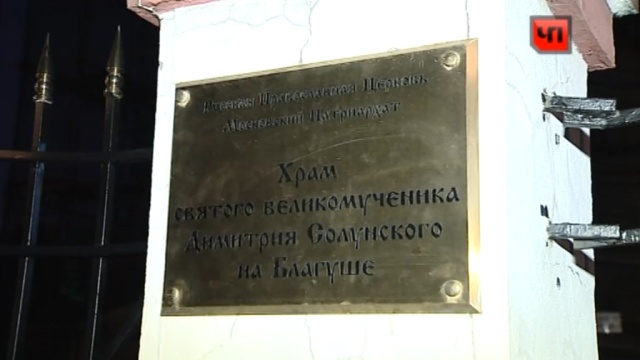 ЧП
Русская Православная Церковь
Московский Патриархат
Храм
святого великомученика
Димитрия Солунского
на Благуше